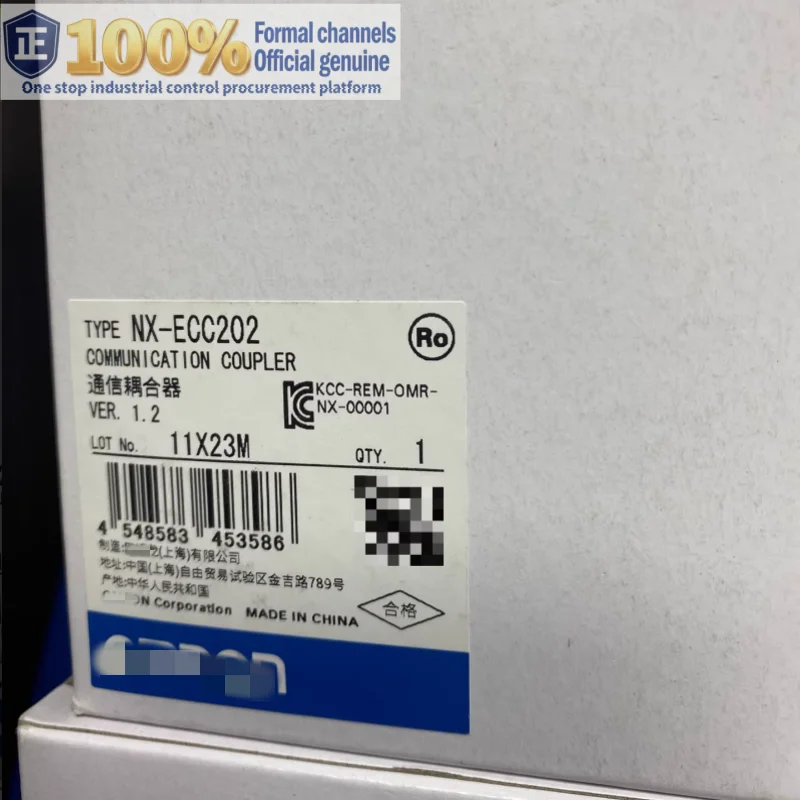 正 100% Formal channels
Official genuine
One stop industrial control procurement platform
TYPE NX-ECC202
Ro
COMMUNICATION COUPLER
通信耦合器
KCC-REM-OMR-
NX-00001
VER. 1.2
LOT No. 11X23M QTY. 1
4 548583 453586
制造: (上海)有限公司
地址:中国(上海)自由贸易试验区金吉路789号
产地:中华人民共和国
Corporation MADE IN CHINA
合格